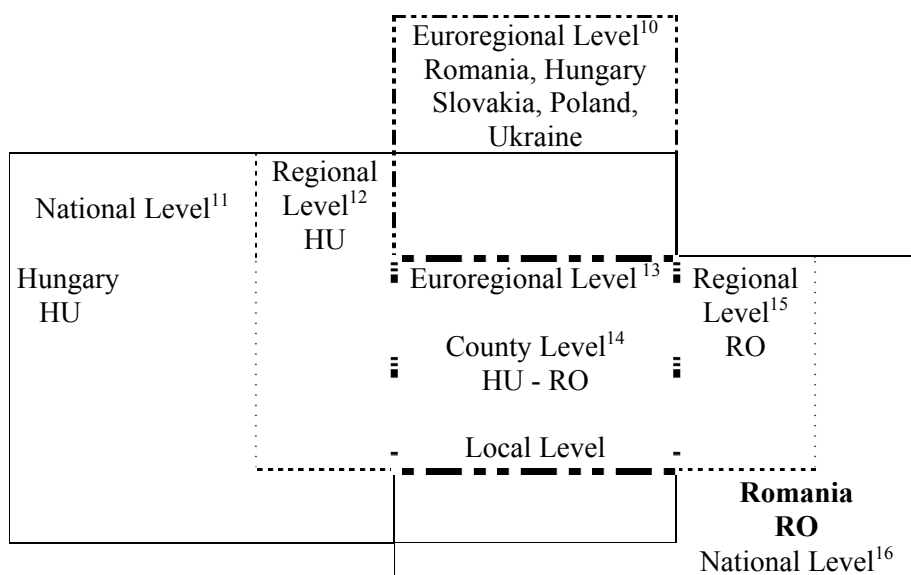 Euroregional Level10
Romania, Hungary
Slovakia, Poland,
Ukraine
National Level11
Hungary
HU
Regional
Level12
HU
Euroregional Level 13
County Level14
HU - RO
Local Level
Regional
Level15
RO
Romania
RO
National Level16